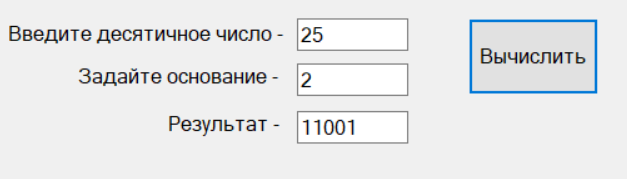 Введите десятичное число - 25
Вычислить
Задайте основание - 2
Результат - 11001